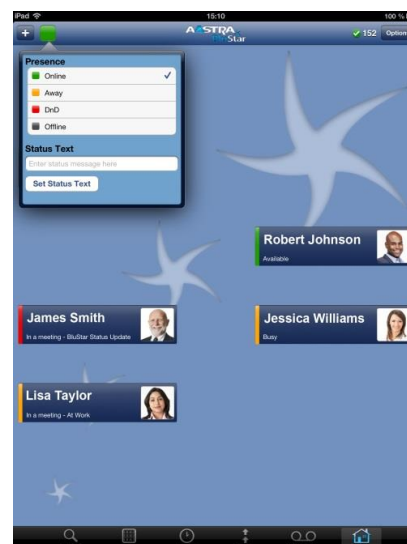 iPad 15:10 100 %
AASTRA
BluStar
152 Option
Presence
Online
Away
DnD
Offline
Status Text
Enter status message here
Set Status Text
Robert Johnson
Available
James Smith
In a meeting - BluStar Status Update
Jessica Williams
Busy
Lisa Taylor
In a meeting - At Work